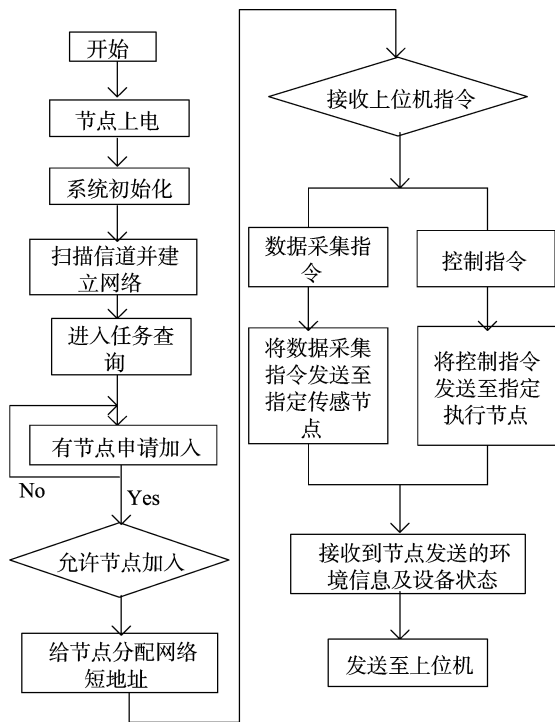 开始
节点上电
系统初始化
扫描信道并建
立网络
进入任务查
询
有节点申请加入
No
Yes
允许节点加入
给节点分配网络
短地址
接收上位机指令
数据采集指
令
控制指令
将数据采集
指令发送至
指定传感节
点
将控制指令
发送至指定
执行节点
接收到节点发送的环
境信息及设备状态
发送至上位机